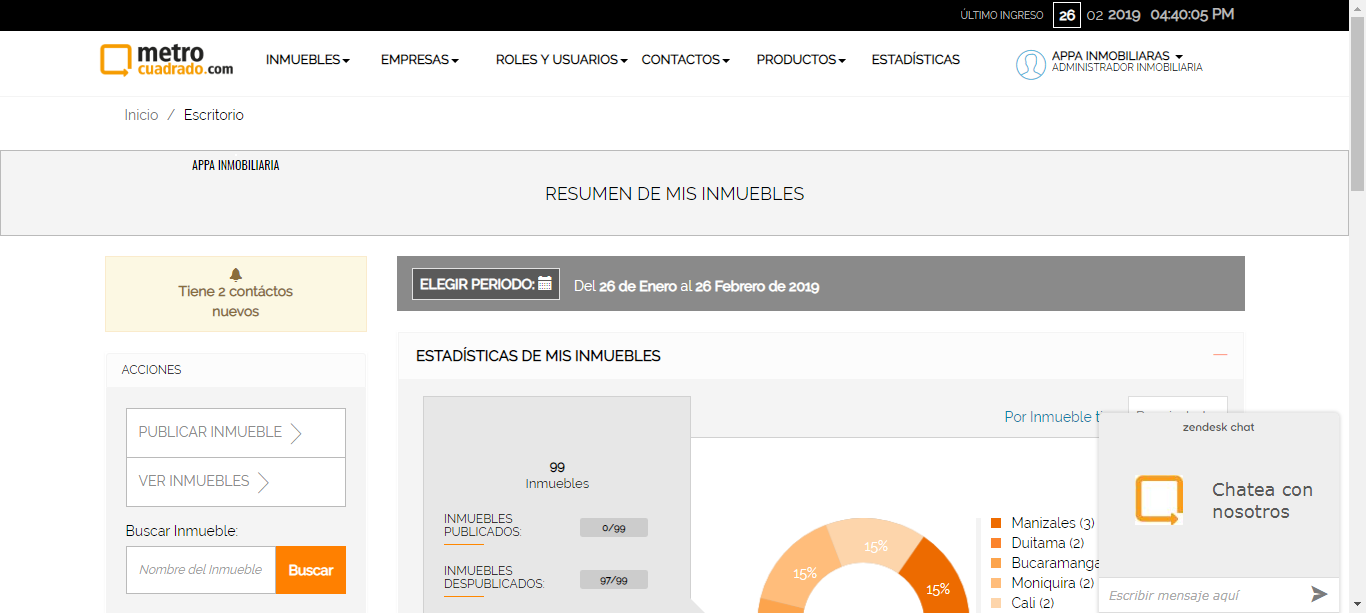 ÚLTIMO INGRESO 26 02 2019 04:40:05 PM
metro
cuadrado.com
INMUEBLES EMPRESAS ROLES Y USUARIOS CONTACTOS PRODUCTOS ESTADÍSTICAS
APPA INMOBILIARAS
ADMINISTRADOR INMOBILIARIA
Inicio / Escritorio
APPA INMOBILIARIA
RESUMEN DE MIS INMUEBLES
Tiene 2 contáctos
nuevos
ELEGIR PERIODO: Del 26 de Enero al 26 Febrero de 2019
ACCIONES
PUBLICAR INMUEBLE
VER INMUEBLES
Buscar Inmueble:
Nombre del Inmueble Buscar
ESTADÍSTICAS DE MIS INMUEBLES
99
Inmuebles
INMUEBLES
PUBLICADOS: 0/99
INMUEBLES
DESPUBLICADOS: 97/99
Por Inmueble
15%
15%
15%
Manizales (3)
Duitama (2)
Bucaramanga
Moniquira (2)
Cali (2)
zendesk chat
Chatea con
nosotros
Escribir mensaje aquí